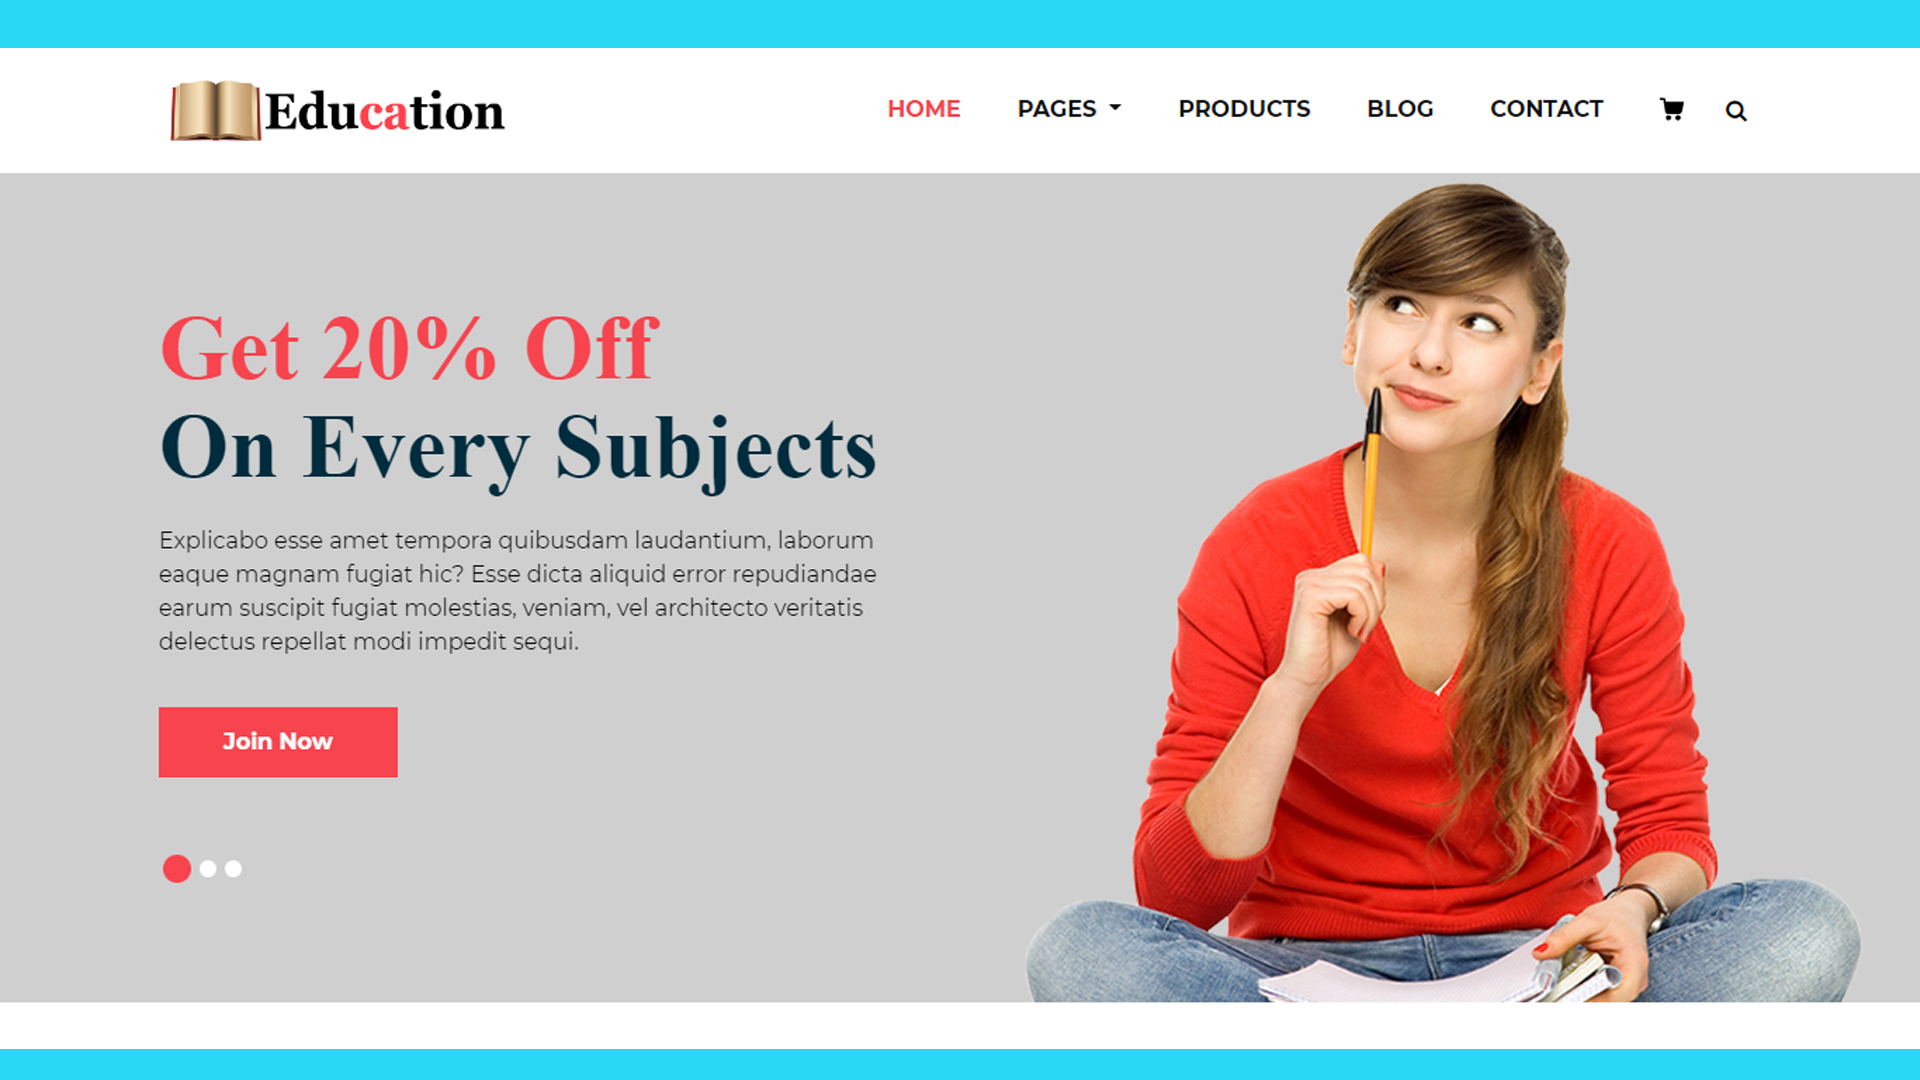 Education
HOME PAGES PRODUCTS BLOG CONTACT
Get 20% Off
On Every Subjects
Explicabo esse amet tempora quibusdam laudantium, laborum
eaque magnam fugiat hic? Esse dicta aliquid error repudiandae
earum suscipit fugiat molestias, veniam, vel architecto veritatis
delectus repellat modi impedit sequi.
Join Now